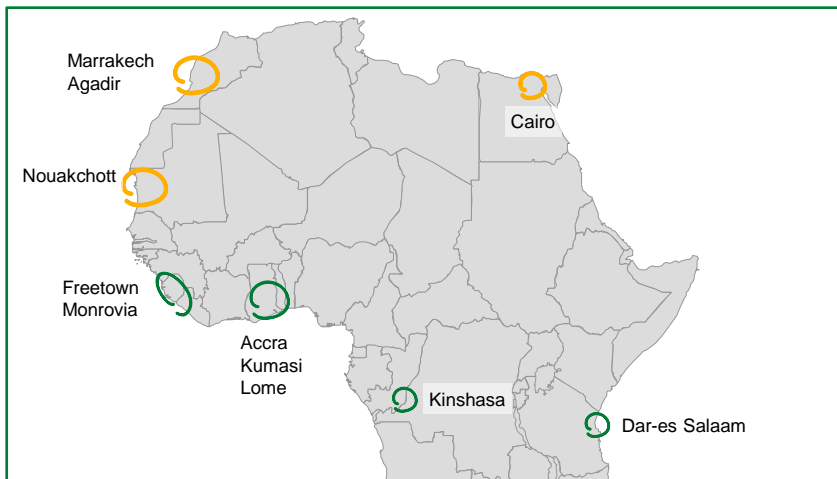 Marrakech
Agadir
Cairo
Nouakchott
Freetown
Monrovia
Accra
Kumasi
Lome
Kinshasa
Dar-es Salaam